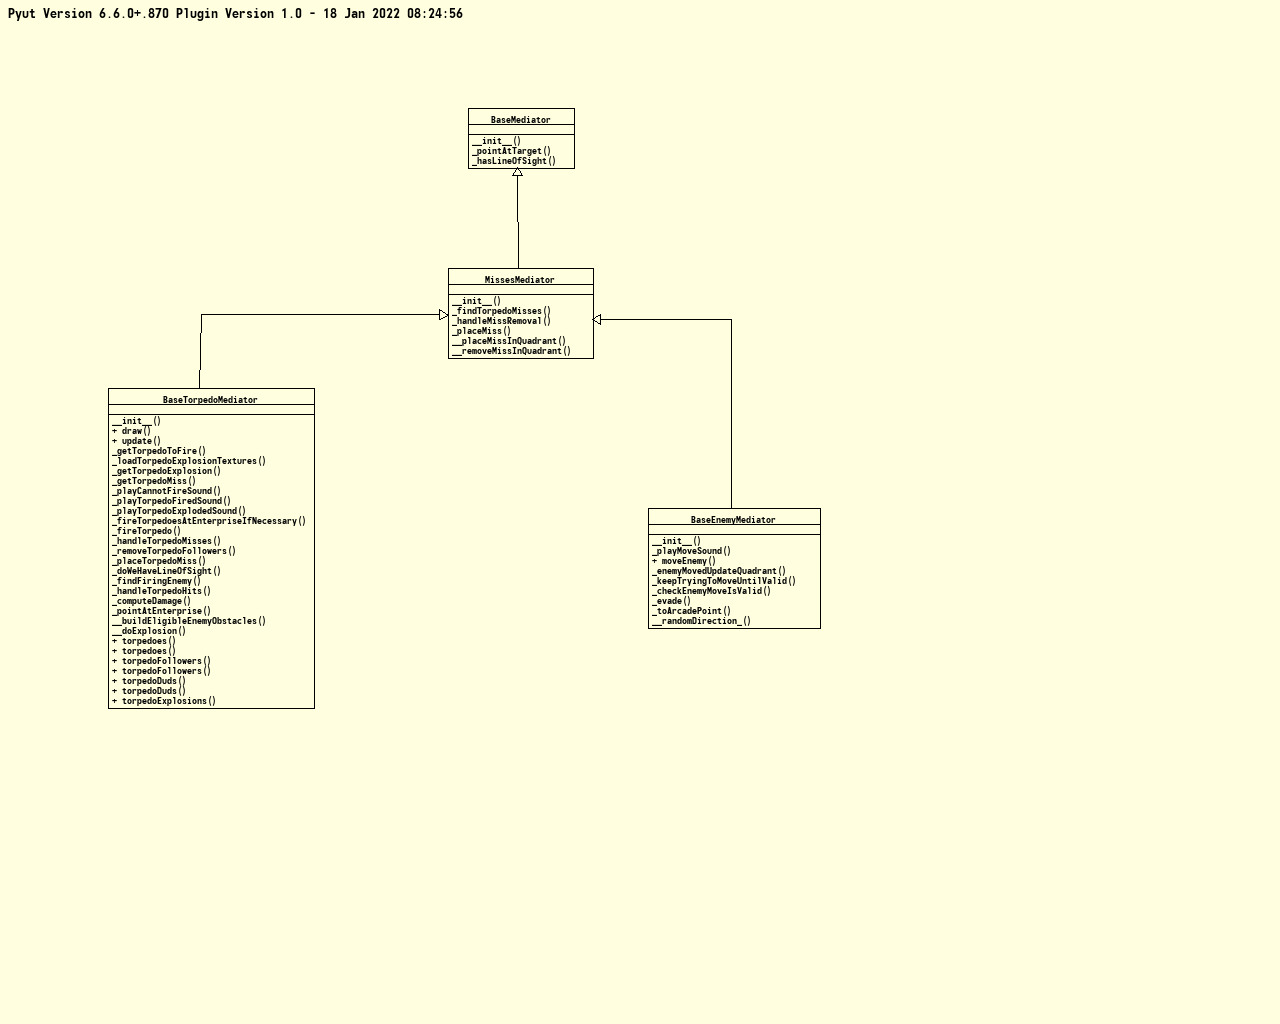 Pyut Version 6.6.0+.870 Plugin Version 1.0 - 18 Jan 2022 08:24:56
BaseMediator
__init__()
_pointAtTarget()
_hasLineOfSight()
MissesMediator
__init__()
_findTorpedoMisses()
_handleMissRemoval()
_placeMiss()
__placeMissInQuadrant()
__removeMissInQuadrant()
BaseTorpedoMediator
__init__()
+ draw()
+ update()
_getTorpedoToFire()
_loadTorpedoExplosionTextures()
_getTorpedoExplosion()
_getTorpedoMiss()
_playCannotFireSound()
_playTorpedoFiredSound()
_playTorpedoExplodedSound()
_fireTorpedoesAtEnterpriseIfNecessary()
_fireTorpedo()
_handleTorpedoMisses()
_removeTorpedoFollowers()
_placeTorpedoMiss()
_doWeHaveLineOfSight()
_findFiringEnemy()
_handleTorpedoHits()
_computeDamage()
_pointAtEnterprise()
__buildEligibleEnemyObstacles()
__doExplosion()
+ torpedoes()
+ torpedoes()
+ torpedoFollowers()
+ torpedoFollowers()
+ torpedoDuds()
+ torpedoDuds()
+ torpedoExplosions()
BaseEnemyMediator
__init__()
_playMoveSound()
+ moveEnemy()
_enemyMovedUpdateQuadrant()
_keepTryingToMoveUntilValid()
_checkEnemyMoveIsValid()
_evade()
_toArcadePoint()
__randomDirection_()